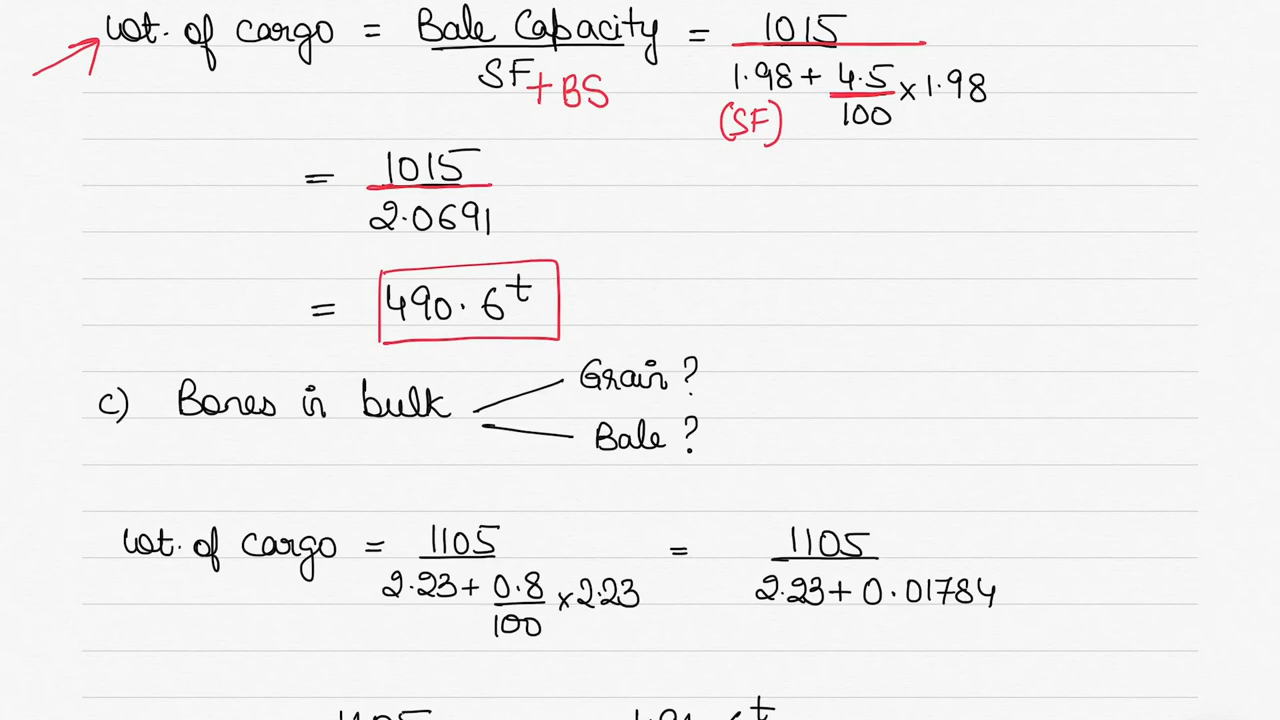 wt. of cargo = Bale Capacity / SF + BS = 1015 / 1.98 + 4.5/100 × 1.98
(SF)
= 1015 / 2.0691
= 490.6 t
c) Bones in bulk
Grain?
Bale?
wt. of cargo = 1105 / 2.23 + 0.8/100 × 2.23 = 1105 / 2.23 + 0.01784